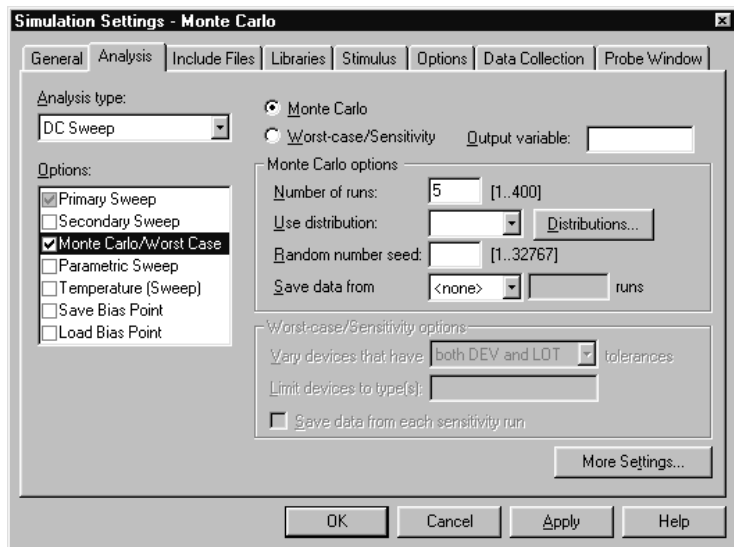 Simulation Settings - Monte Carlo
General Analysis Include Files Libraries Stimulus Options Data Collection Probe Window
Analysis type:
DC Sweep
Options:
Primary Sweep
Secondary Sweep
Monte Carlo/Worst Case
Parametric Sweep
Temperature (Sweep)
Save Bias Point
Load Bias Point
Monte Carlo
Worst-case/Sensitivity Output variable:
Monte Carlo options
Number of runs: 5 [1..400]
Use distribution: Distributions...
Random number seed: [1..32767]
Save data from <none> runs
Worst-case/Sensitivity options
Vary devices that have both DEV and LOT tolerances
Limit devices to type(s):
Save data from each sensitivity run
More Settings...
OK Cancel Apply Help